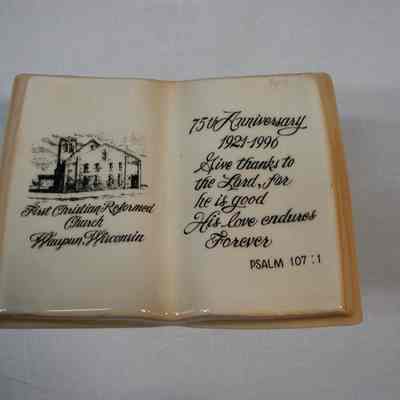 First Christian Reformed
Church
Waupun, Wisconsin
75th Anniversary
1921-1996
Give thanks to
the Lord, for
he is good
His love endures
Forever
PSALM 107:1